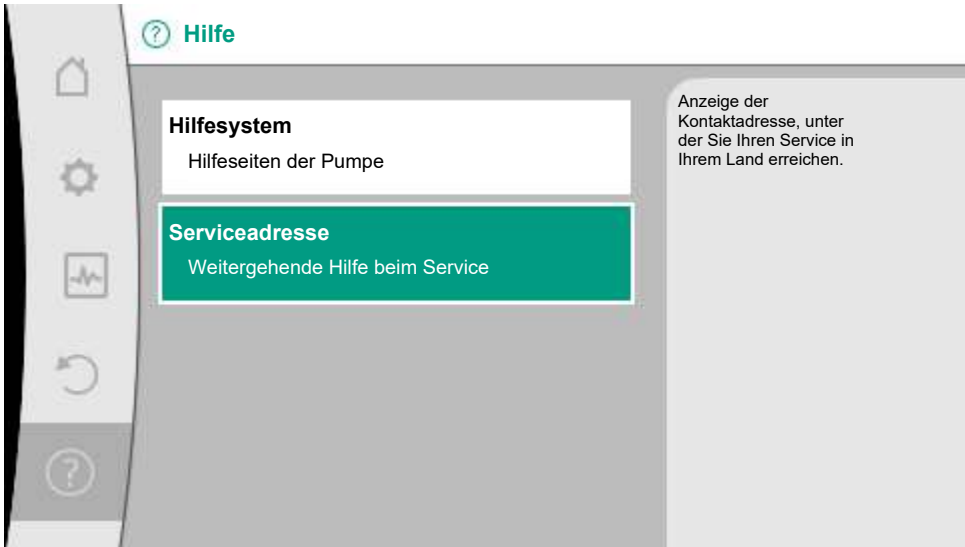 Hilfe
Hilfesystem
Hilfeseiten der Pumpe
Serviceadresse
Weitergehende Hilfe beim Service
Anzeige der
Kontaktadresse, unter
der Sie Ihren Service in
Ihrem Land erreichen.